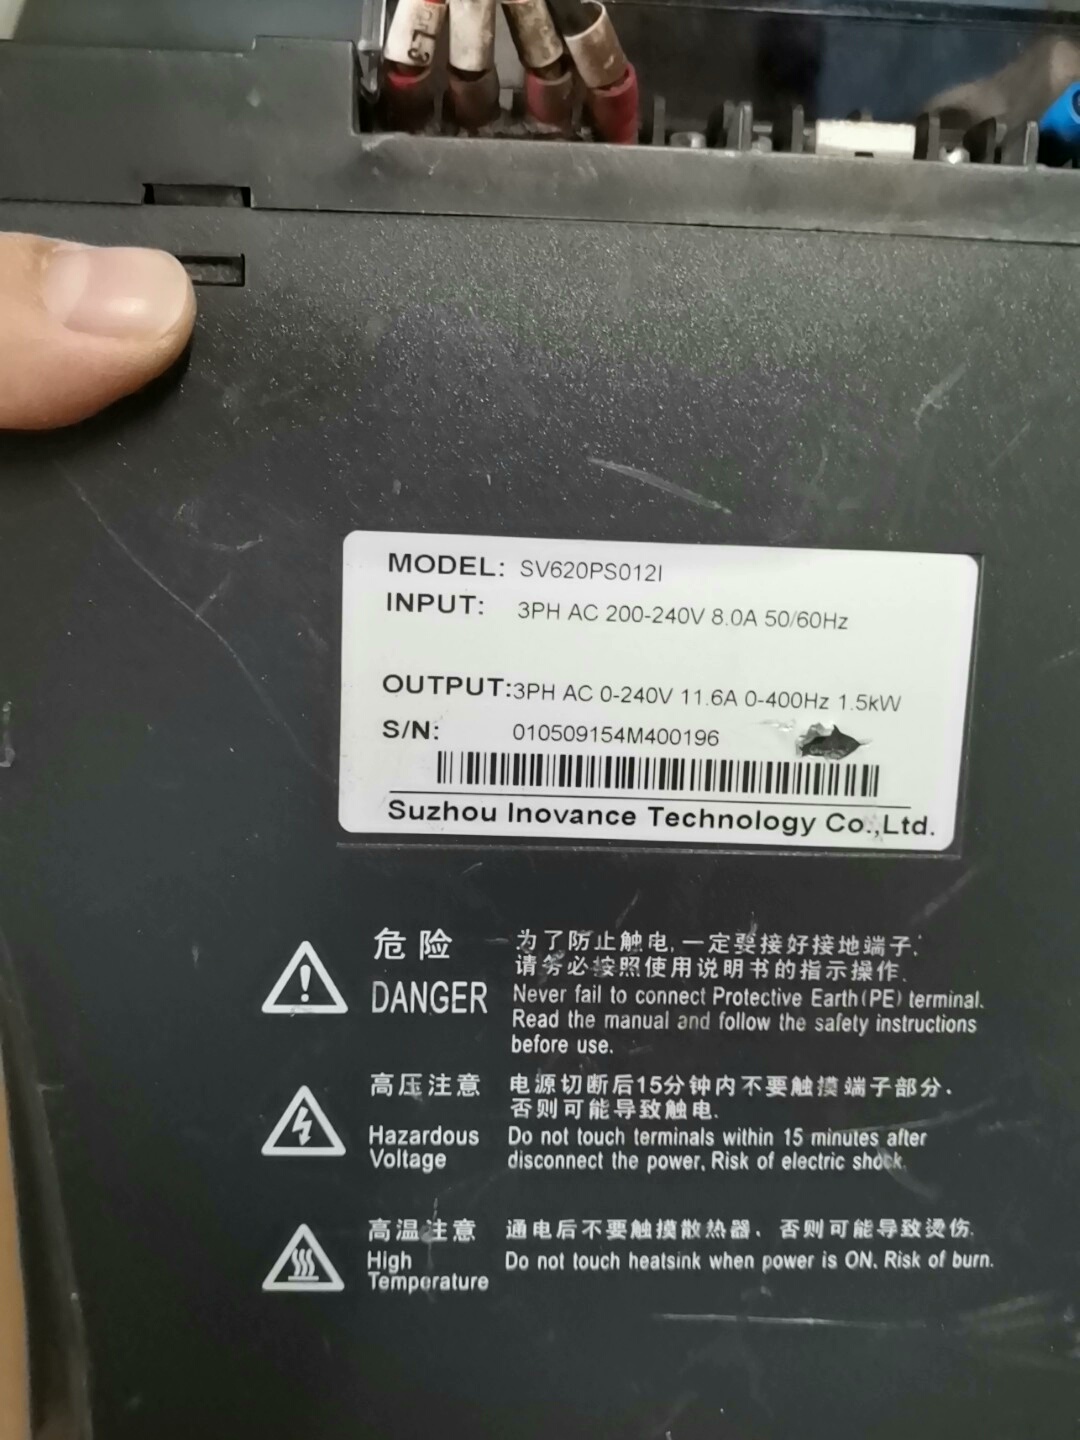 MODEL: SV620PS012I
INPUT: 3PH AC 200-240V 8.0A 50/60Hz
OUTPUT: 3PH AC 0-240V 11.6A 0-400Hz 1.5kW
S/N: 010509154M400196
Suzhou Inovance Technology Co.,Ltd.
危险
DANGER
为了防止触电,一定要接好接地端子.
请务必按照使用说明书的指示操作.
Never fail to connect Protective Earth(PE) terminal.
Read the manual and follow the safety instructions
before use.
高压注意
Hazardous
Voltage
电源切断后15分钟内不要触摸端子部分.
否则可能导致触电.
Do not touch terminals within 15 minutes after
disconnect the power, Risk of electric shock.
高温注意
High
Temperature
通电后不要触摸散热器. 否则可能导致烫伤.
Do not touch heatsink when power is ON. Risk of burn.